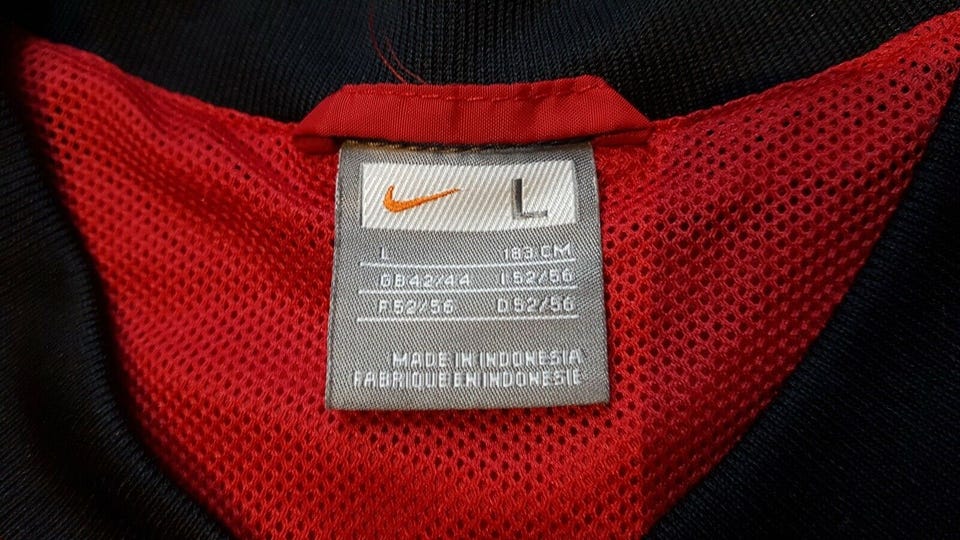 L
L 183 CM
GB 42/44 I 52/56
F 52/56 D 52/56
MADE IN INDONESIA
FABRIQUE EN INDONESIE